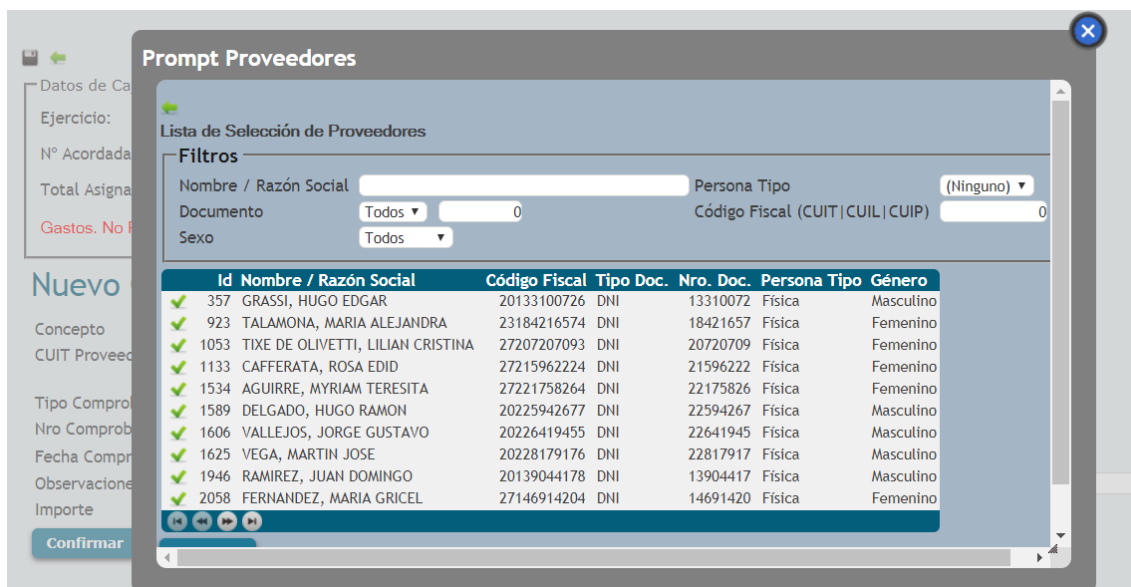 Prompt Proveedores
Datos de Ca
Ejercicio:
Nº Acordada
Total Asigna
Gastos. No
Nuevo
Concepto
CUIT Proveed
Tipo Compro
Nro Comprob
Fecha Compr
Observacione
Importe
Confirmar
Lista de Selección de Proveedores
Filtros
Nombre / Razón Social Persona Tipo (Ninguno)
Documento Todos 0 Código Fiscal (CUIT|CUIL|CUIP) 0
Sexo Todos
Id Nombre / Razón Social Código Fiscal Tipo Doc. Nro. Doc. Persona Tipo Género
357 GRASSI, HUGO EDGAR 20133100726 DNI 13310072 Física Masculino
923 TALAMONA, MARIA ALEJANDRA 23184216574 DNI 18421657 Física Femenino
1053 TIXE DE OLIVETTI, LILIAN CRISTINA 27207207093 DNI 20720709 Física Femenino
1133 CAFFERATA, ROSA EDID 27215962224 DNI 21596222 Física Femenino
1534 AGUIRRE, MYRIAM TERESITA 27221758264 DNI 22175826 Física Femenino
1589 DELGADO, HUGO RAMON 20225942677 DNI 22594267 Física Masculino
1606 VALLEJOS, JORGE GUSTAVO 20226419455 DNI 22641945 Física Masculino
1625 VEGA, MARTIN JOSE 20228179176 DNI 22817917 Física Masculino
1946 RAMIREZ, JUAN DOMINGO 20139044178 DNI 13904417 Física Masculino
2058 FERNANDEZ, MARIA GRICEL 27146914204 DNI 14691420 Física Femenino